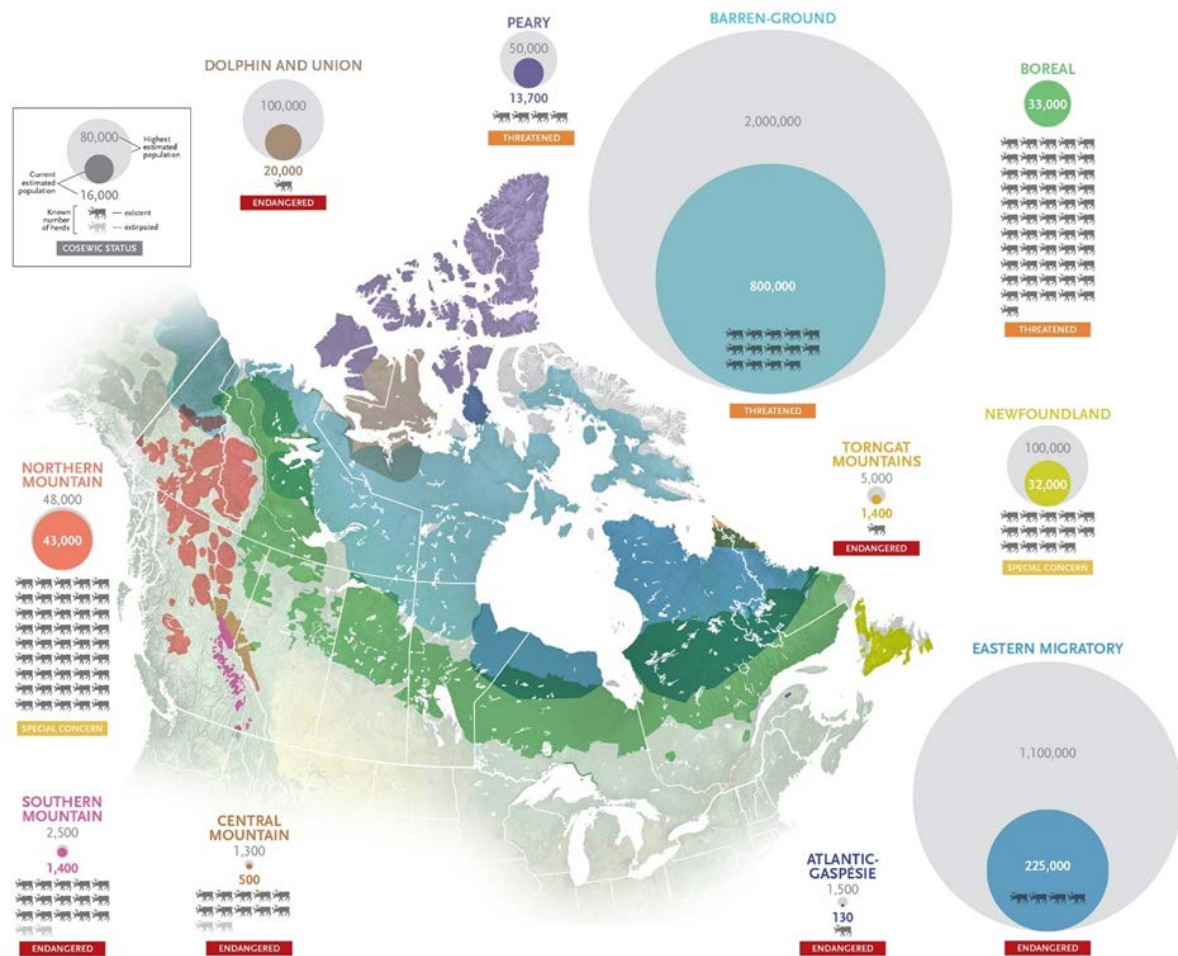 PEARY
50,000
13,700
THREATENED
BARREN-GROUND
2,000,000
800,000
THREATENED
DOLPHIN AND UNION
100,000
20,000
ENDANGERED
BOREAL
33,000
THREATENED
80,000
Highest
estimated
population
Current
estimated
population
16,000
Known
number
of herds
existent
extirpated
COSEWIC STATUS
NORTHERN
MOUNTAIN
48,000
43,000
SPECIAL CONCERN
TORNGAT
MOUNTAINS
5,000
1,400
ENDANGERED
NEWFOUNDLAND
100,000
32,000
SPECIAL CONCERN
EASTERN MIGRATORY
1,100,000
225,000
ENDANGERED
SOUTHERN
MOUNTAIN
2,500
1,400
ENDANGERED
CENTRAL
MOUNTAIN
1,300
500
ENDANGERED
ATLANTIC-
GASPÉSIE
1,500
130
ENDANGERED